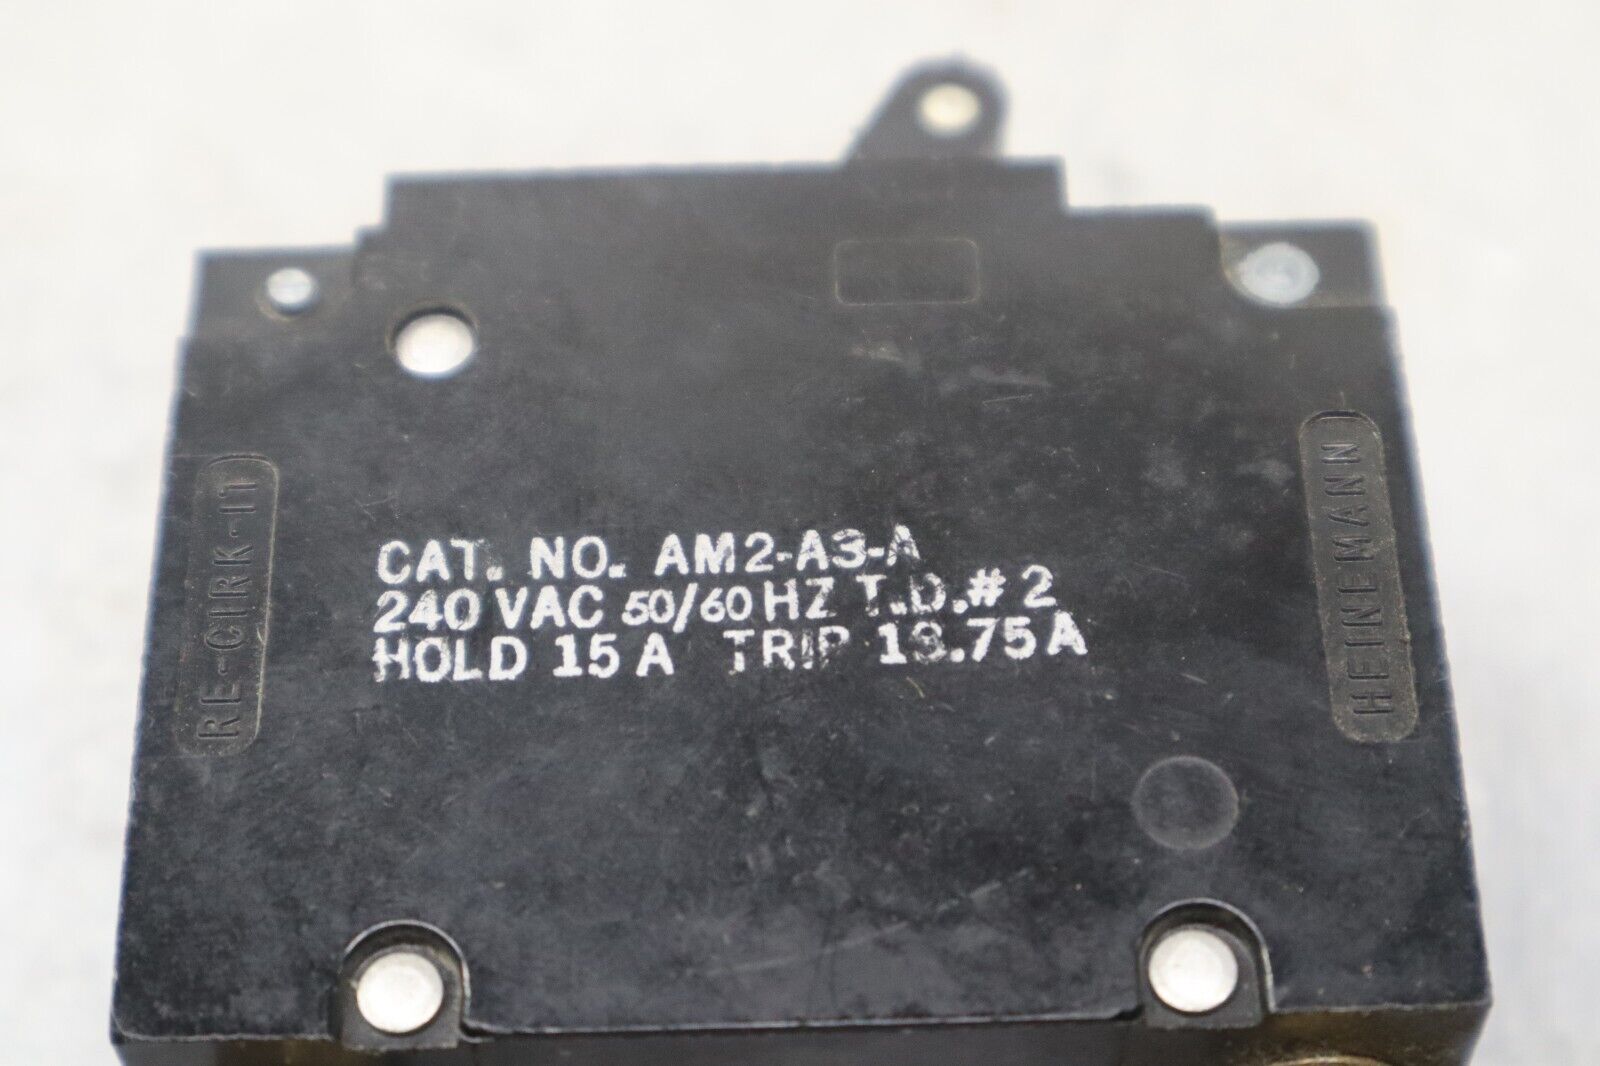 CAT. NO. AM2-A3-A
240 VAC 50/60 HZ T.D.#2
HOLD 15 A TRIP 18.75 A
RE-CIRK-IT
HEINEMANN